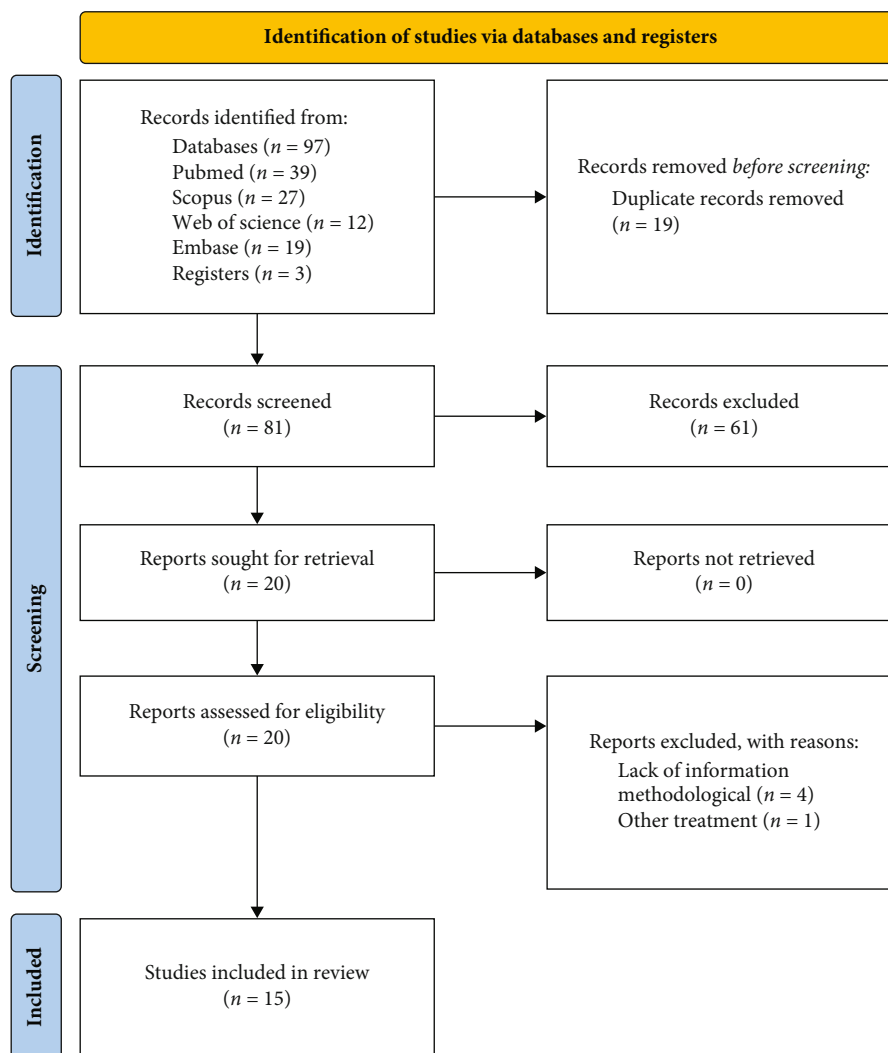 Identification of studies via databases and registers
Identification
Records identified from:
Databases (n = 97)
Pubmed (n = 39)
Scopus (n = 27)
Web of science (n = 12)
Embase (n = 19)
Registers (n = 3)
Records removed before screening:
Duplicate records removed
(n = 19)
Screening
Records screened
(n = 81)
Records excluded
(n = 61)
Reports sought for retrieval
(n = 20)
Reports not retrieved
(n = 0)
Reports assessed for eligibility
(n = 20)
Reports excluded, with reasons:
Lack of information
methodological (n = 4)
Other treatment (n = 1)
Included
Studies included in review
(n = 15)